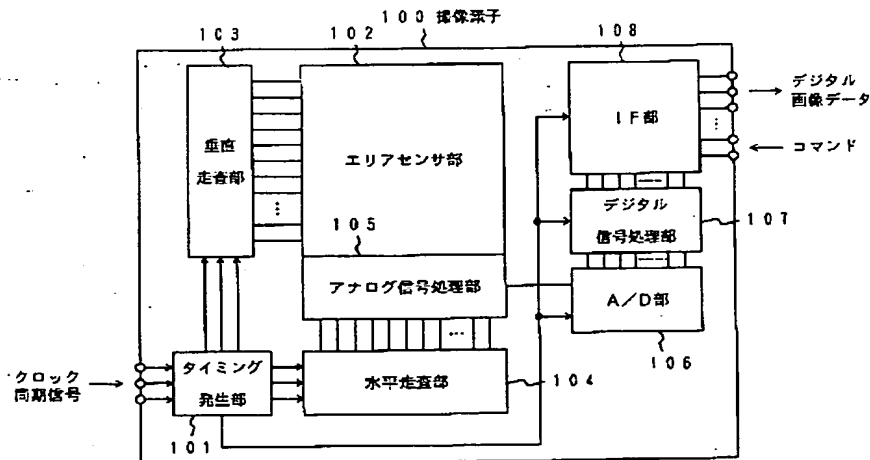 100 撮像素子
103
102
108
垂直
走査部
エリアセンサ部
IF部
デジタル
画像データ
コマンド
105
デジタル
信号処理部
107
アナログ信号処理部
A/D部
106
クロック
同期信号
タイミング
発生部
水平走査部
104
101